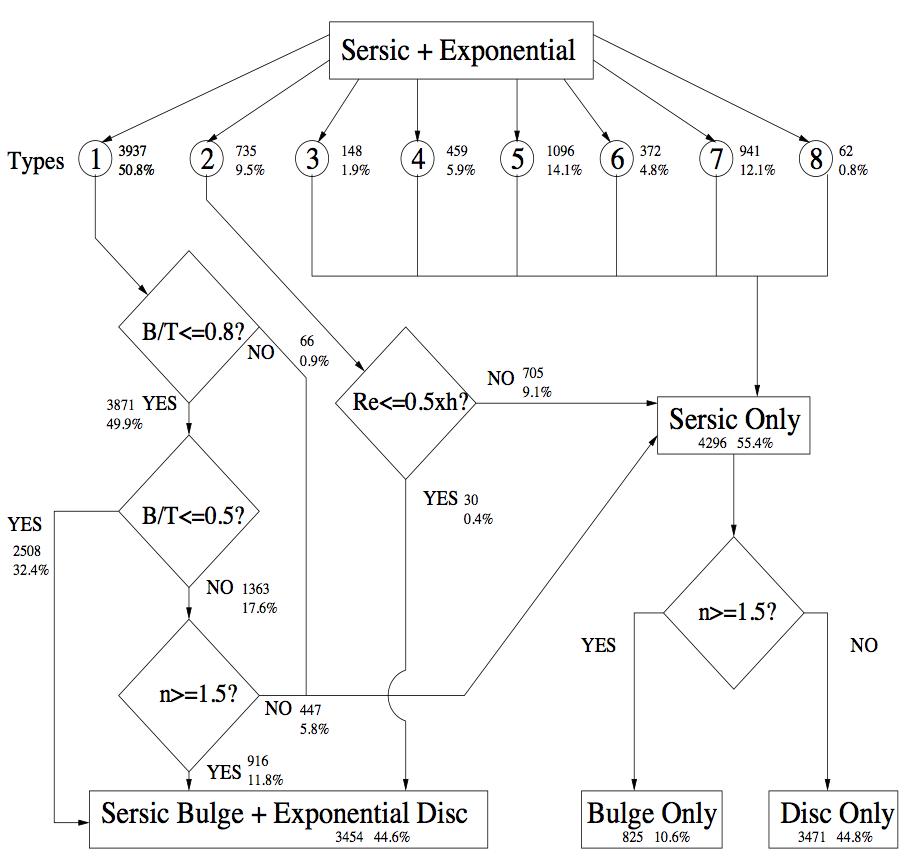 Sersic + Exponential
Types
1
3937
50.8%
2
735
9.5%
3
148
1.9%
4
459
5.9%
5
1096
14.1%
6
372
4.8%
7
941
12.1%
8
62
0.8%
B/T<=0.8?
NO
66
0.9%
3871 YES
49.9%
Re<=0.5xh?
NO 705
9.1%
YES 30
0.4%
Sersic Only
4296 55.4%
B/T<=0.5?
YES
2508
32.4%
NO 1363
17.6%
n>=1.5?
NO 447
5.8%
YES 916
11.8%
n>=1.5?
YES
NO
Sersic Bulge + Exponential Disc
3454 44.6%
Bulge Only
825 10.6%
Disc Only
3471 44.8%